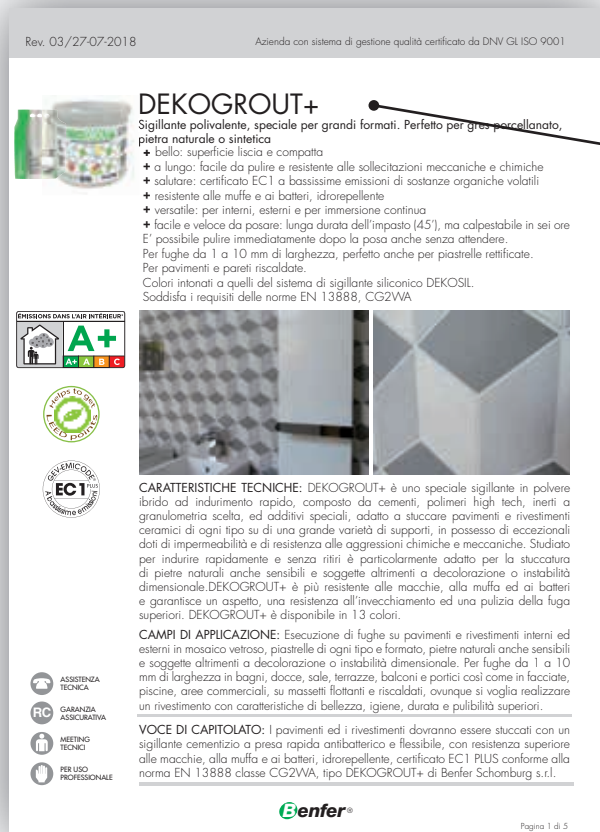 Rev. 03/27-07-2018
Azienda con sistema di gestione qualità certificato da DNV GL ISO 9001
DEKOGROUT+
Sigillante polivalente, speciale per grandi formati. Perfetto per gres porcellanato,
pietra naturale o sintetica
+ bello: superficie liscia e compatta
+ a lungo: facile da pulire e resistente alle sollecitazioni meccaniche e chimiche
+ salutare: certificato EC1 a bassissime emissioni di sostanze organiche volatili
+ resistente alle muffe e ai batteri, idrorepellente
+ versatile: per interni, esterni e per immersione continua
+ facile e veloce da posare: lunga durata dell'impasto (45'), ma calpestabile in sei ore
E' possibile pulire immediatamente dopo la posa anche senza attendere.
Per fughe da 1 a 10 mm di larghezza, perfetto anche per piastrelle rettificate.
Per pavimenti e pareti riscaldate.
Colori intonati a quelli del sistema di sigillante siliconico DEKOSIL.
Soddisfa i requisiti delle norme EN 13888, CG2WA
ÉMISSIONS DANS L'AIR INTÉRIEUR*
A+
A+ A B C
Helps to get
LEED points
GEV-EMICODE®
EC1 PLUS
A bassissime emissioni
CARATTERISTICHE TECNICHE: DEKOGROUT+ è uno speciale sigillante in polvere
ibrido ad indurimento rapido, composto da cementi, polimeri high tech, inerti a
granulometria scelta, ed additivi speciali, adatto a stuccare pavimenti e rivestimenti
ceramici di ogni tipo su di una grande varietà di supporti, in possesso di eccezionali
doti di impermeabilità e di resistenza alle aggressioni chimiche e meccaniche. Studiato
per indurire rapidamente e senza ritiri è particolarmente adatto per la stuccatura
di pietre naturali anche sensibili e soggette altrimenti a decolorazione o instabilità
dimensionale.DEKOGROUT+ è più resistente alle macchie, alla muffa ed ai batteri
e garantisce un aspetto, una resistenza all'invecchiamento ed una pulizia della fuga
superiori. DEKOGROUT+ è disponibile in 13 colori.
CAMPI DI APPLICAZIONE: Esecuzione di fughe su pavimenti e rivestimenti interni ed
esterni in mosaico vetroso, piastrelle di ogni tipo e formato, pietre naturali anche sensibili
e soggette altrimenti a decolorazione o instabilità dimensionale. Per fughe da 1 a 10
mm di larghezza in bagni, docce, sale, terrazze, balconi e portici così come in facciate,
piscine, aree commerciali, su massetti flottanti e riscaldati, ovunque si voglia realizzare
un rivestimento con caratteristiche di bellezza, igiene, durata e pulibilità superiori.
VOCE DI CAPITOLATO: I pavimenti ed i rivestimenti dovranno essere stuccati con un
sigillante cementizio a presa rapida antibatterico e flessibile, con resistenza superiore
alle macchie, alla muffa e ai batteri, idrorepellente, certificato EC1 PLUS conforme alla
norma EN 13888 classe CG2WA, tipo DEKOGROUT+ di Benfer Schomburg s.r.l.
ASSISTENZA
TECNICA
RC GARANZIA
ASSICURATIVA
MEETING
TECNICI
PER USO
PROFESSIONALE
Benfer®
Pagina 1 di 5